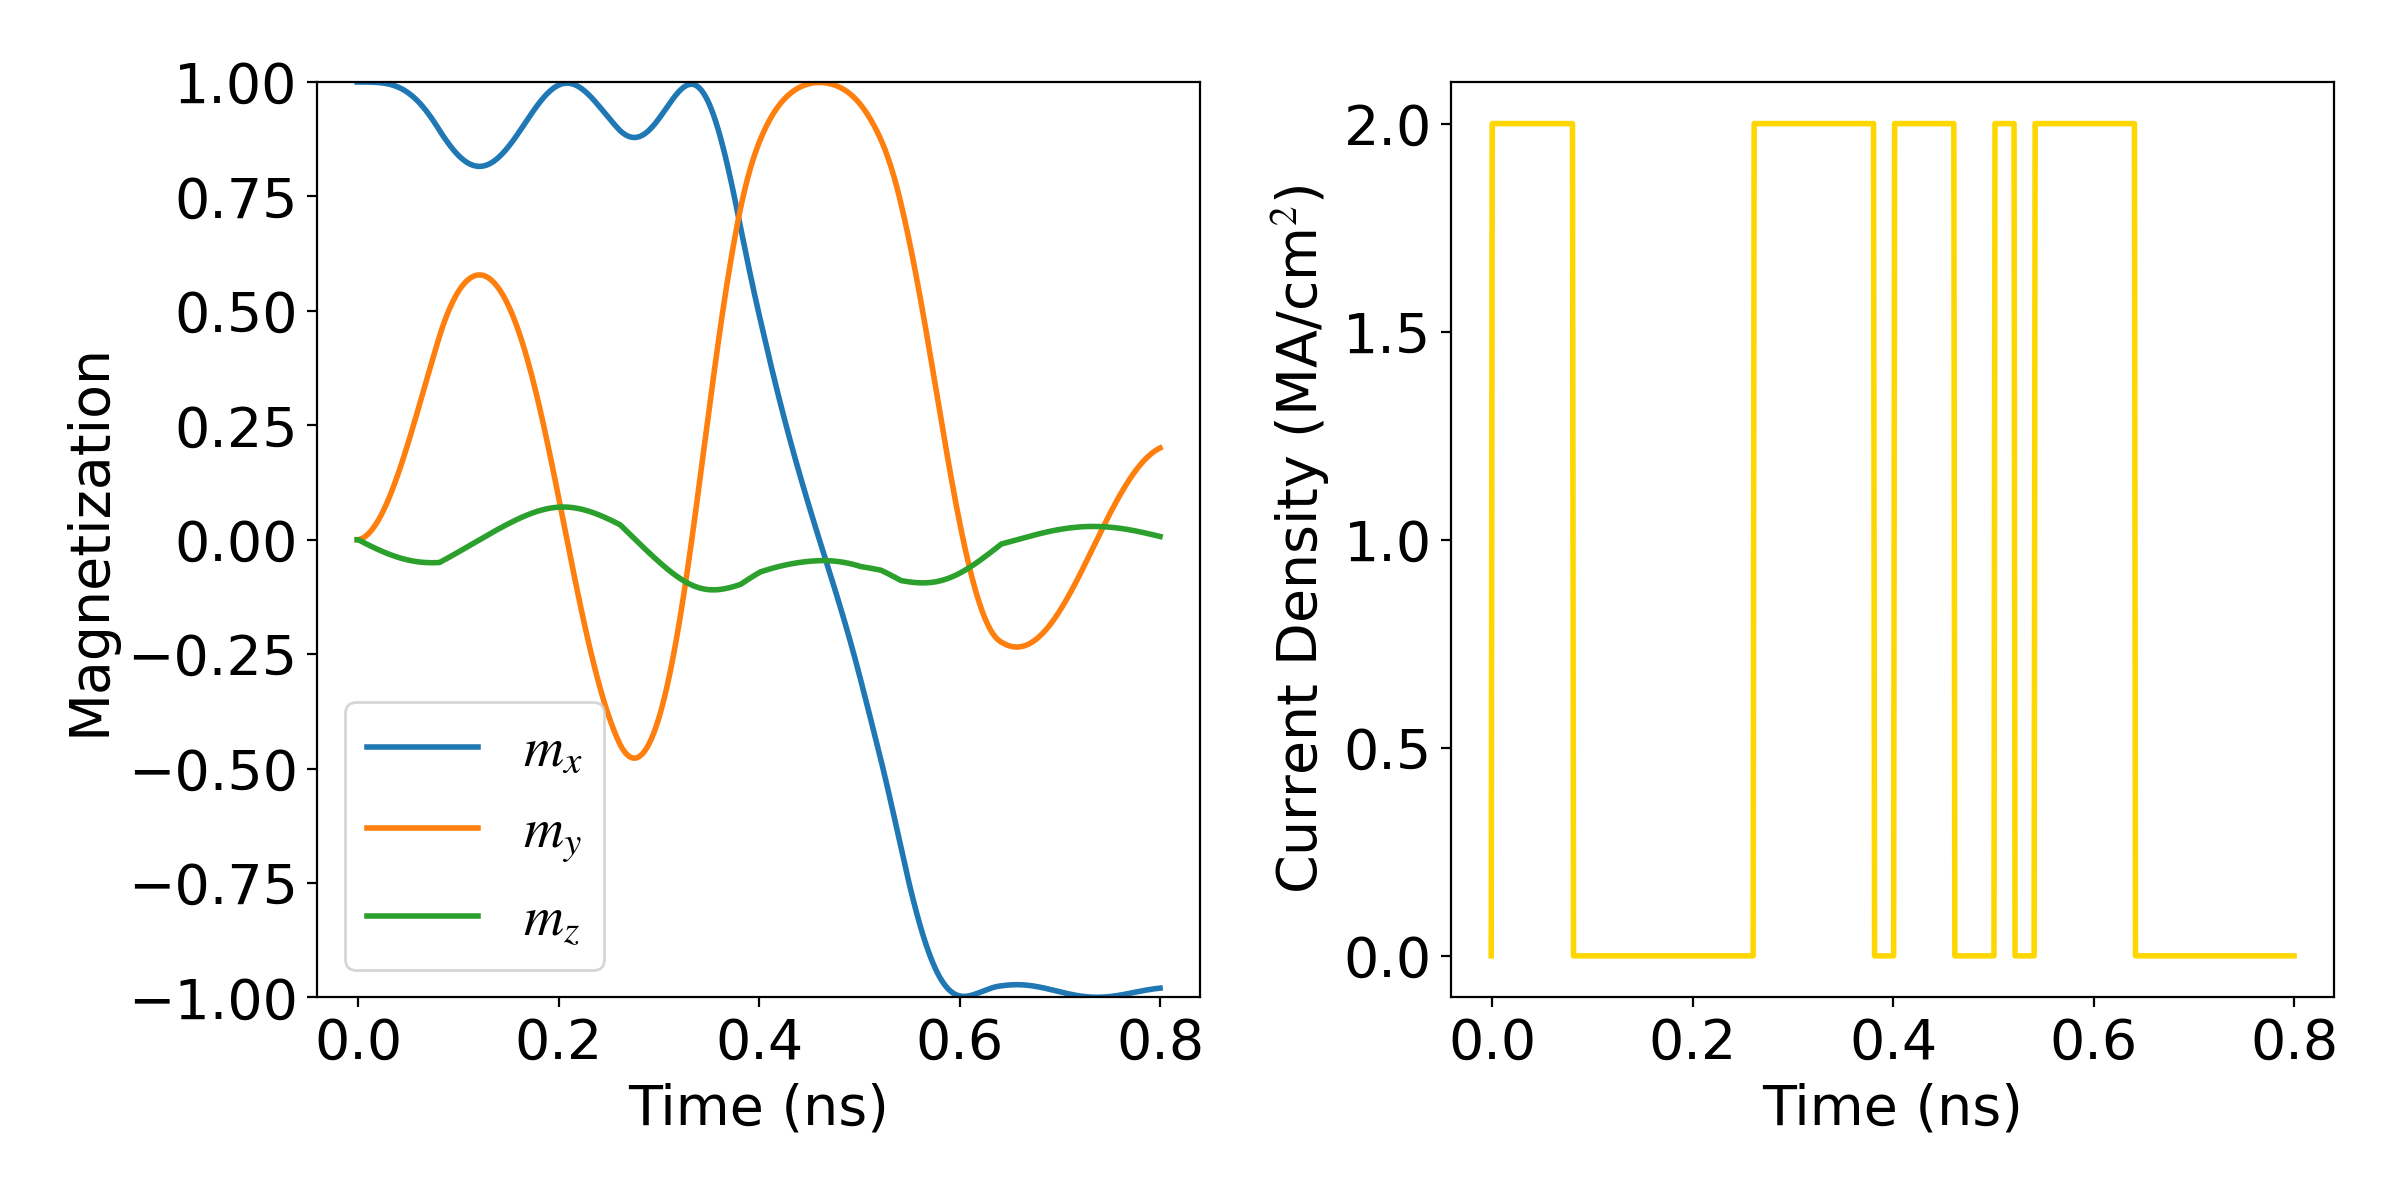 1.00
0.75
0.50
0.25
0.00
−0.25
−0.50
−0.75
−1.00
Magnetization
m_x
m_y
m_z
0.0 0.2 0.4 0.6 0.8
Time (ns)
2.0
1.5
1.0
0.5
0.0
Current Density (MA/cm²)
0.0 0.2 0.4 0.6 0.8
Time (ns)